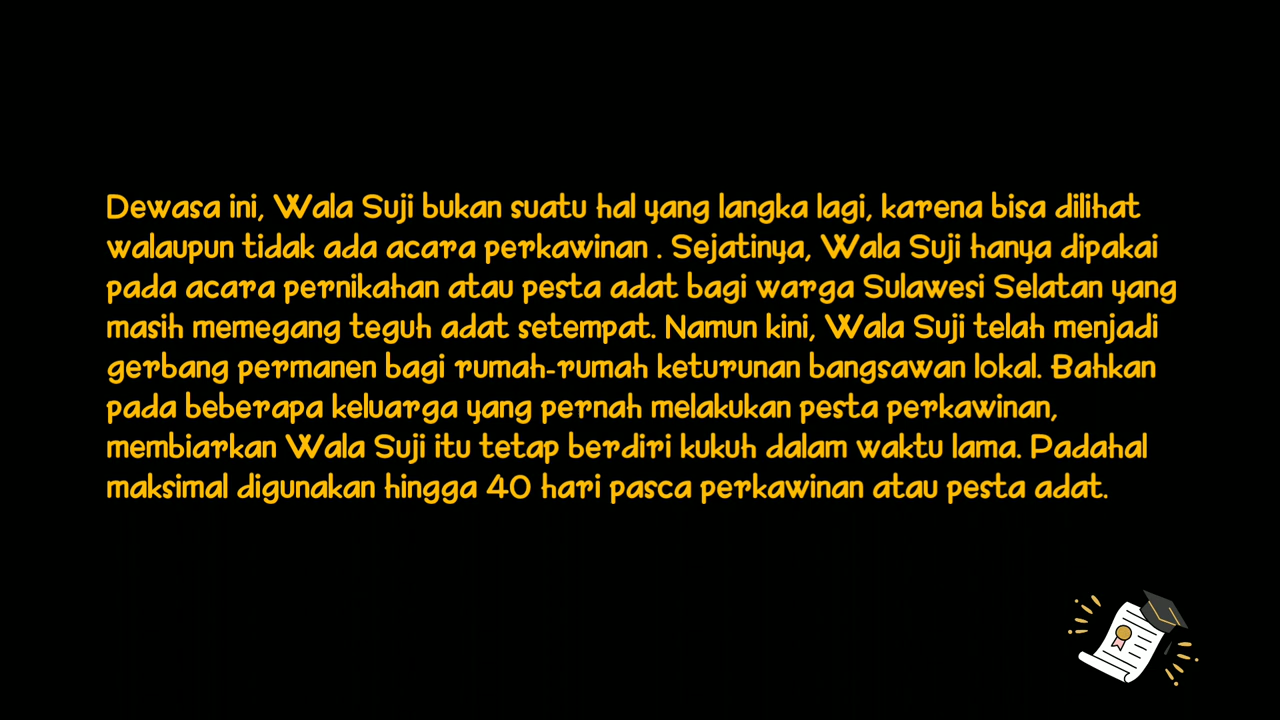 Dewasa ini, Wala Suji bukan suatu hal yang langka lagi, karena bisa dilihat
walaupun tidak ada acara perkawinan . Sejatinya, Wala Suji hanya dipakai
pada acara pernikahan atau pesta adat bagi warga Sulawesi Selatan yang
masih memegang teguh adat setempat. Namun kini, Wala Suji telah menjadi
gerbang permanen bagi rumah-rumah keturunan bangsawan lokal. Bahkan
pada beberapa keluarga yang pernah melakukan pesta perkawinan,
membiarkan Wala Suji itu tetap berdiri kukuh dalam waktu lama. Padahal
maksimal digunakan hingga 40 hari pasca perkawinan atau pesta adat.